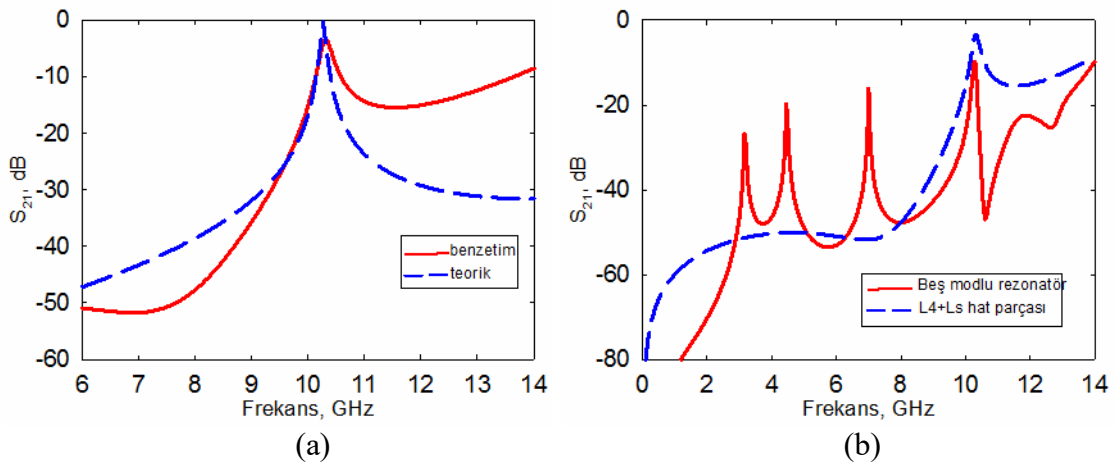 0
-10
-20
-30
-40
-50
-60
S21, dB
6 7 8 9 10 11 12 13 14
Frekans, GHz
benzetim
teorik
(a)
0
-20
-40
-60
-80
S21, dB
0 2 4 6 8 10 12 14
Frekans, GHz
Beş modlu rezonatör
L4+Ls hat parçası
(b)